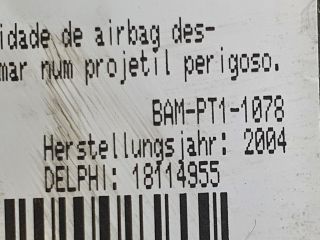 idade de airbag des-
mar num projetil perigoso.
BAM-PT1-1078
Herstellungsjahr: 2004
DELPHI: 18114955